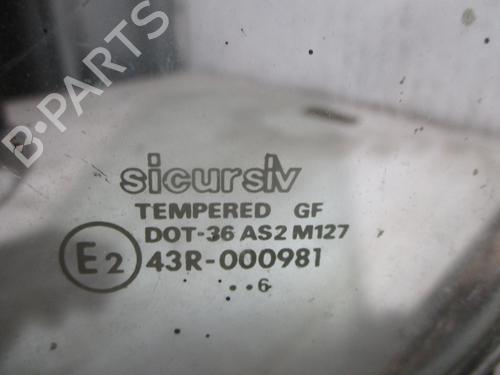 B-PARTS
sicursiv
TEMPERED GF
DOT-36 AS2 M127
E2 43R-000981
..6